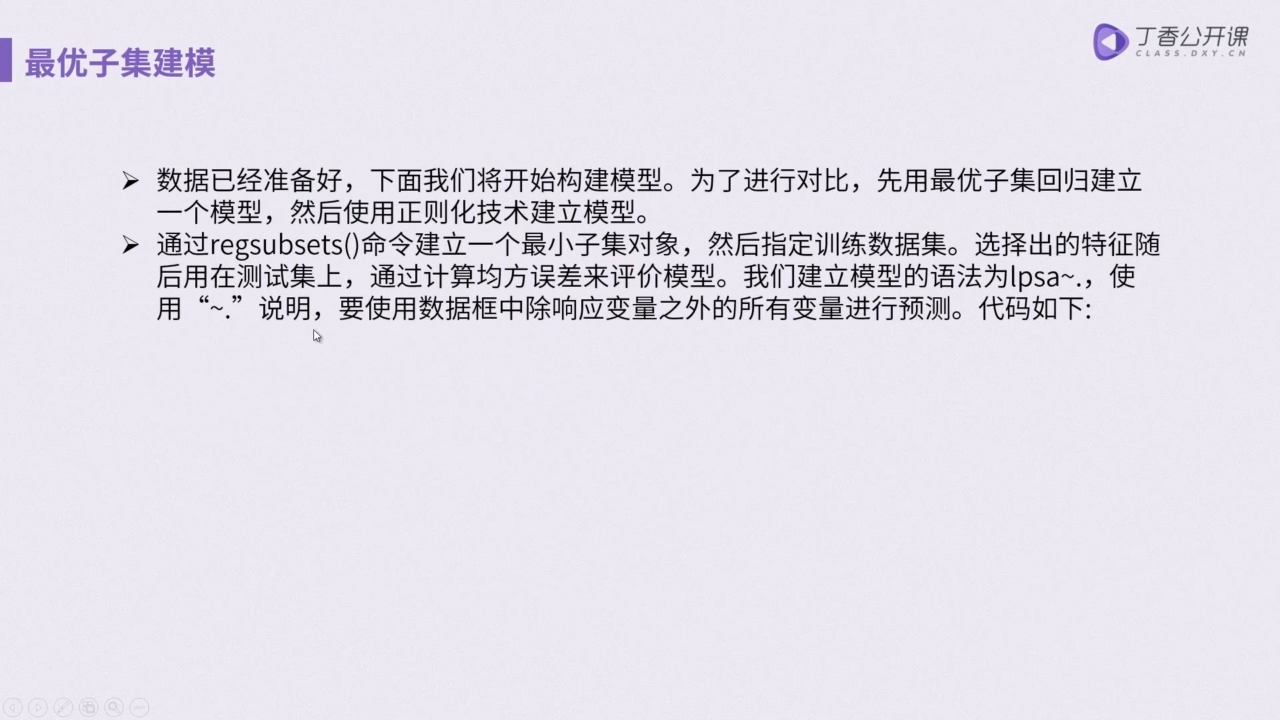 最优子集建模
丁香公开课
CLASS.DXY.CN
➢ 数据已经准备好，下面我们将开始构建模型。为了进行对比，先用最优子集回归建立
一个模型，然后使用正则化技术建立模型。
➢ 通过regsubsets()命令建立一个最小子集对象，然后指定训练数据集。选择出的特征随
后用在测试集上，通过计算均方误差来评价模型。我们建立模型的语法为lpsa~.，使
用“~.”说明，要使用数据框中除响应变量之外的所有变量进行预测。代码如下: